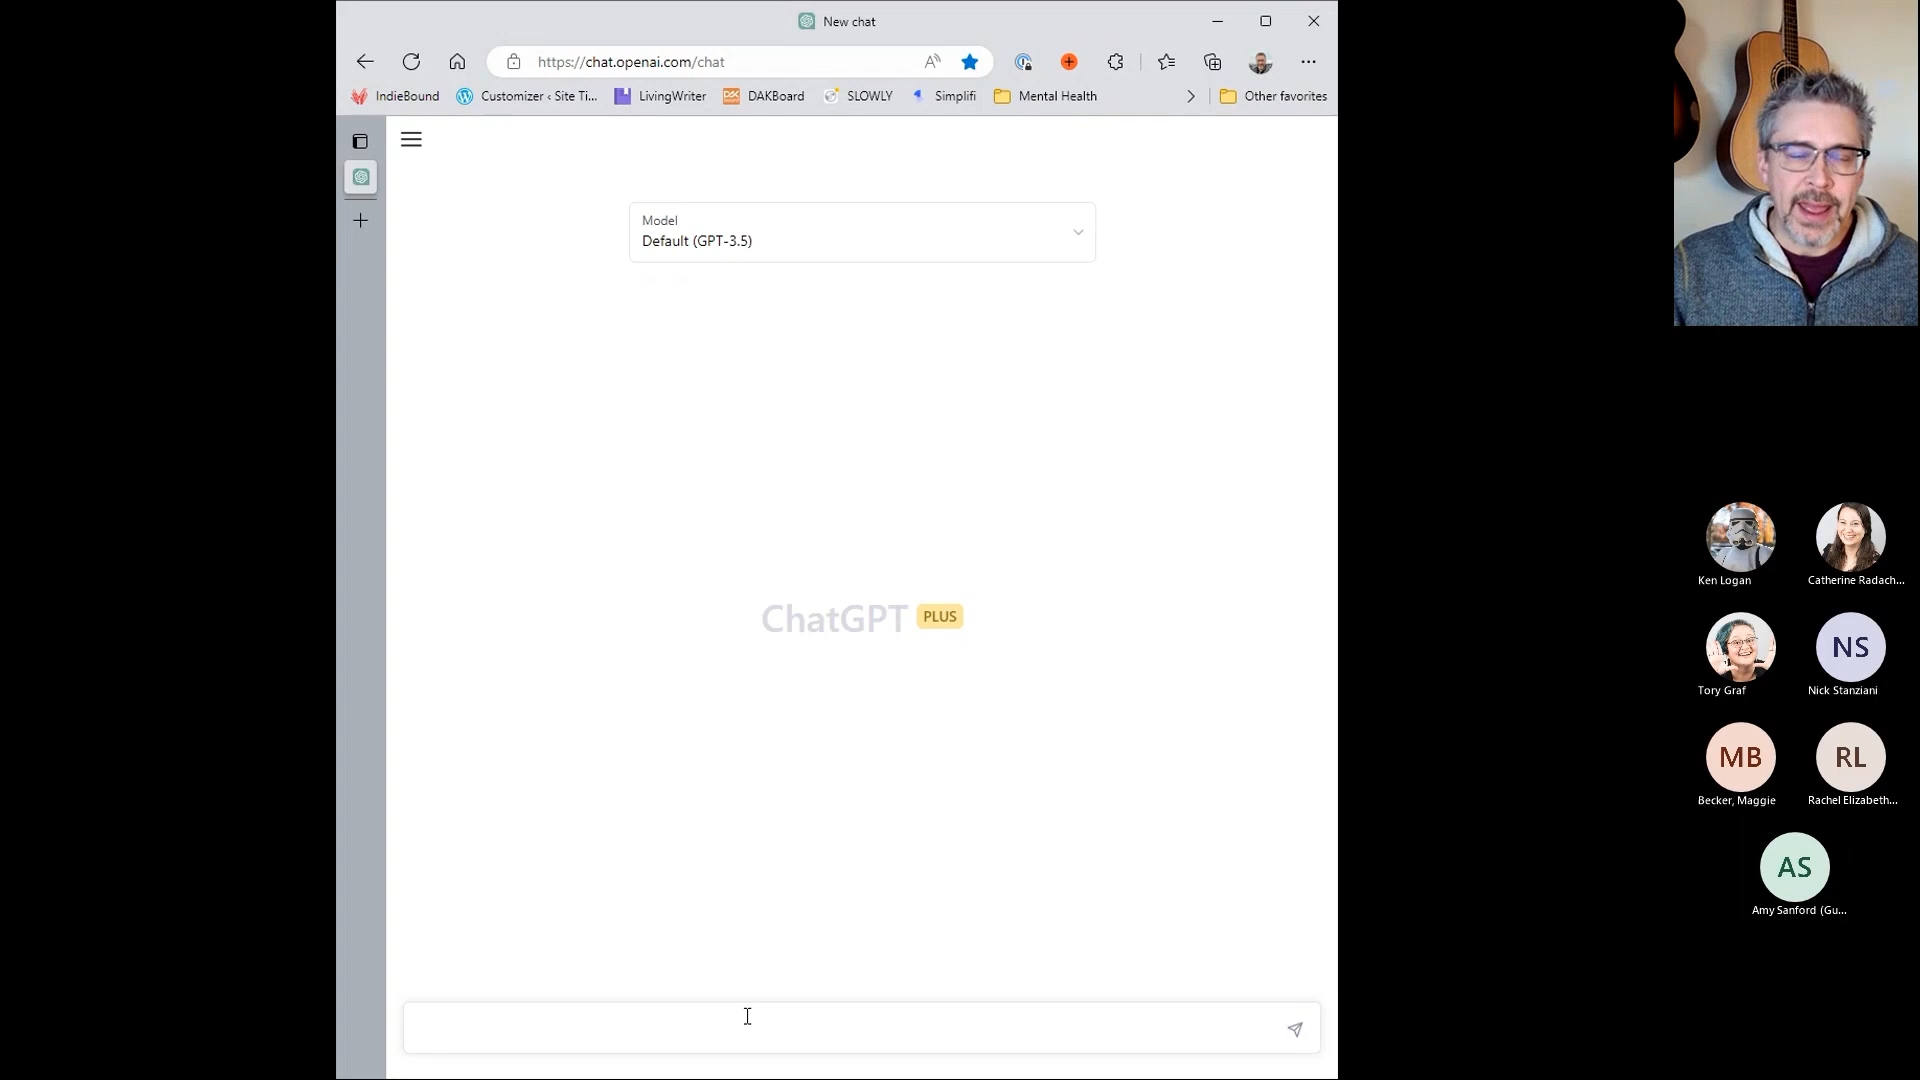 New chat
https://chat.openai.com/chat
IndieBound
Customizer ‹ Site Ti...
LivingWriter
DAKBoard
SLOWLY
Simplifi
Mental Health
Other favorites
Model
Default (GPT-3.5)
ChatGPT PLUS
Ken Logan
Catherine Radach...
Tory Graf
NS
Nick Stanziani
MB
Becker, Maggie
RL
Rachel Elizabeth...
AS
Amy Sanford (Gu...